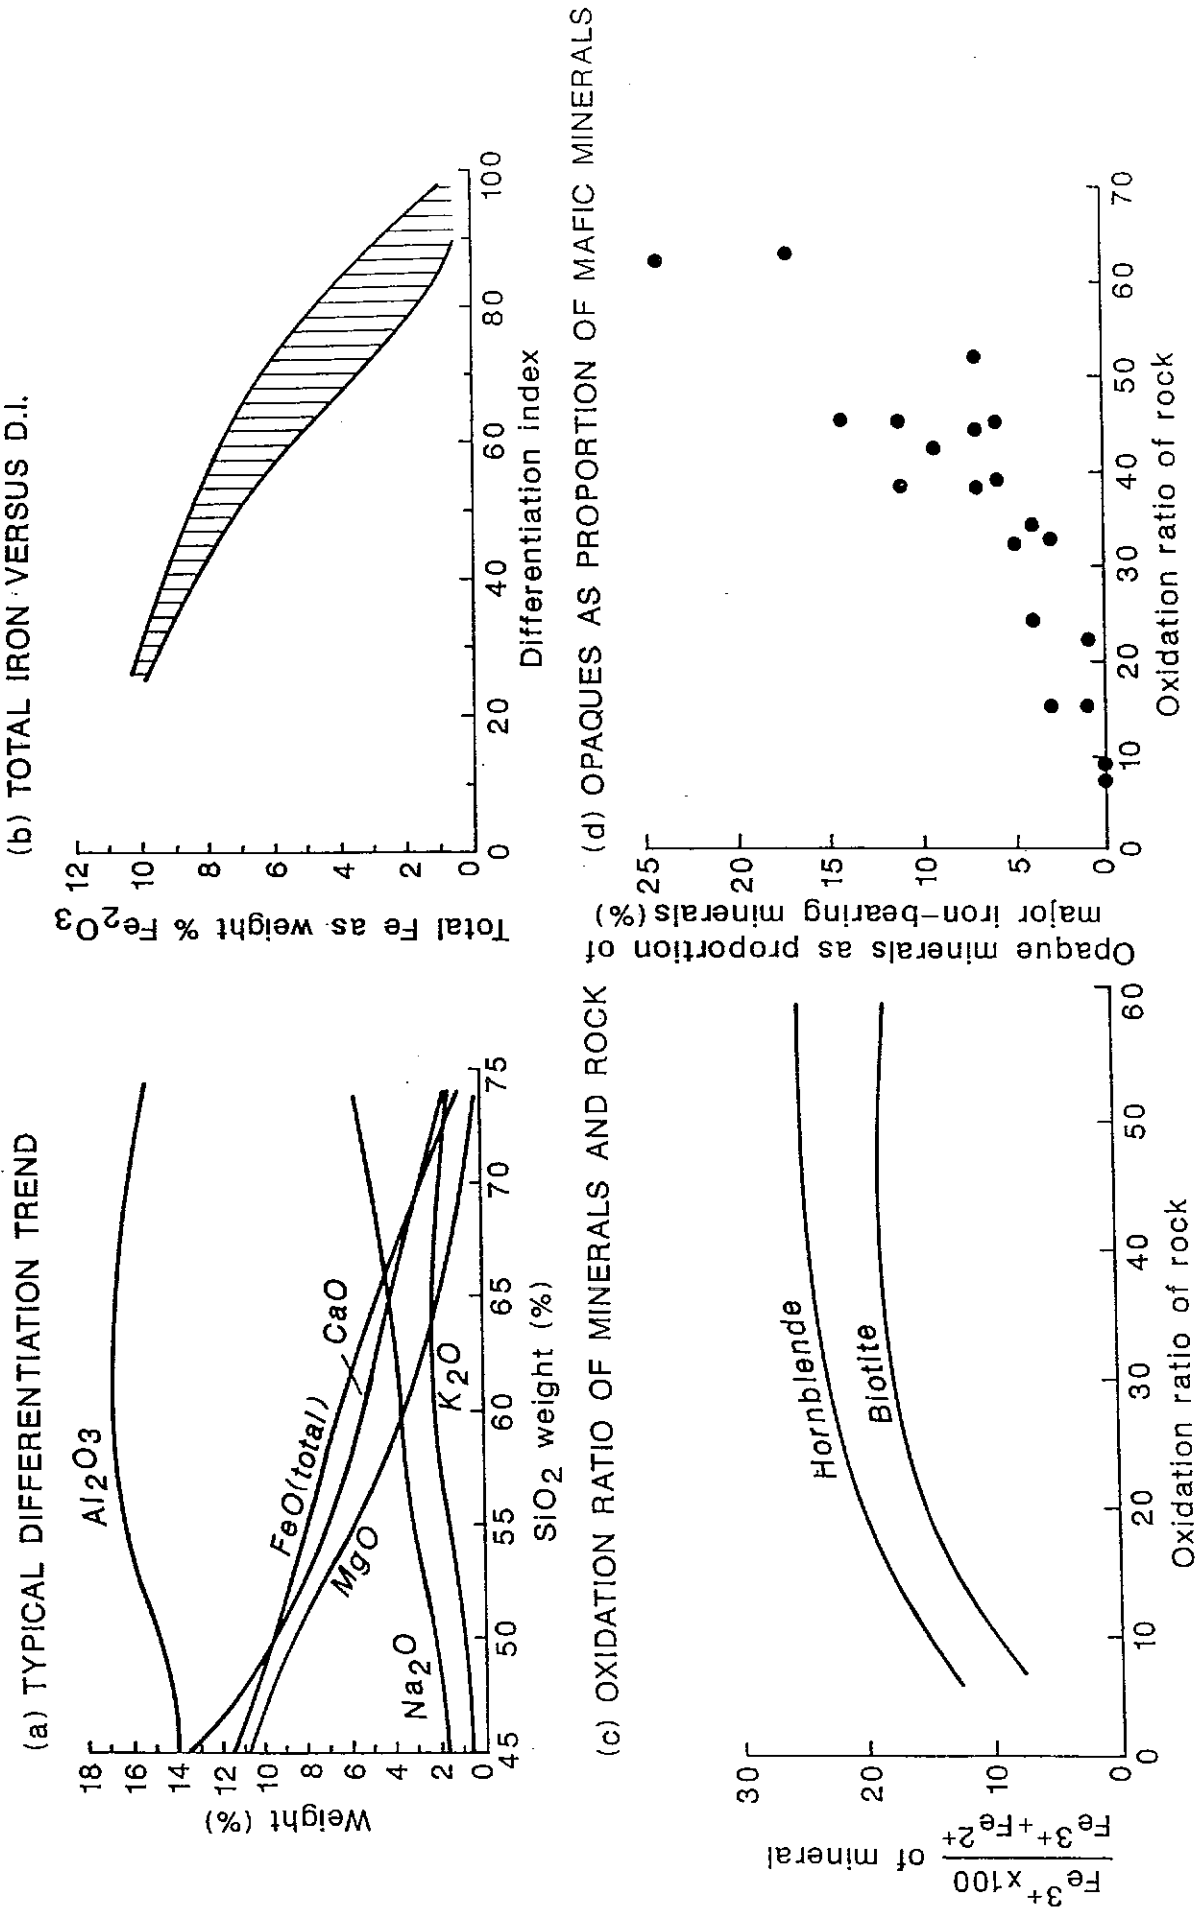 (a) TYPICAL DIFFERENTIATION TREND
Weight (%)
18
16
14
12
10
8
6
4
2
0
Al2O3
FeO(total)
CaO
MgO
Na2O
K2O
45
50
55
60
65
70
75
SiO2 weight (%)
(b) TOTAL IRON VERSUS D.I.
Total Fe as weight % Fe2O3
12
10
8
6
4
2
0
0
20
40
60
80
100
Differentiation index
(c) OXIDATION RATIO OF MINERALS AND ROCK
Fe3+ x100
Fe3+ + Fe2+
of mineral
30
20
10
0
Hornblende
Biotite
0
10
20
30
40
50
60
Oxidation ratio of rock
(d) OPAQUES AS PROPORTION OF MAFIC MINERALS
Opaque minerals as proportion of
major iron-bearing minerals (%)
25
20
15
10
5
0
0
10
20
30
40
50
60
70
Oxidation ratio of rock